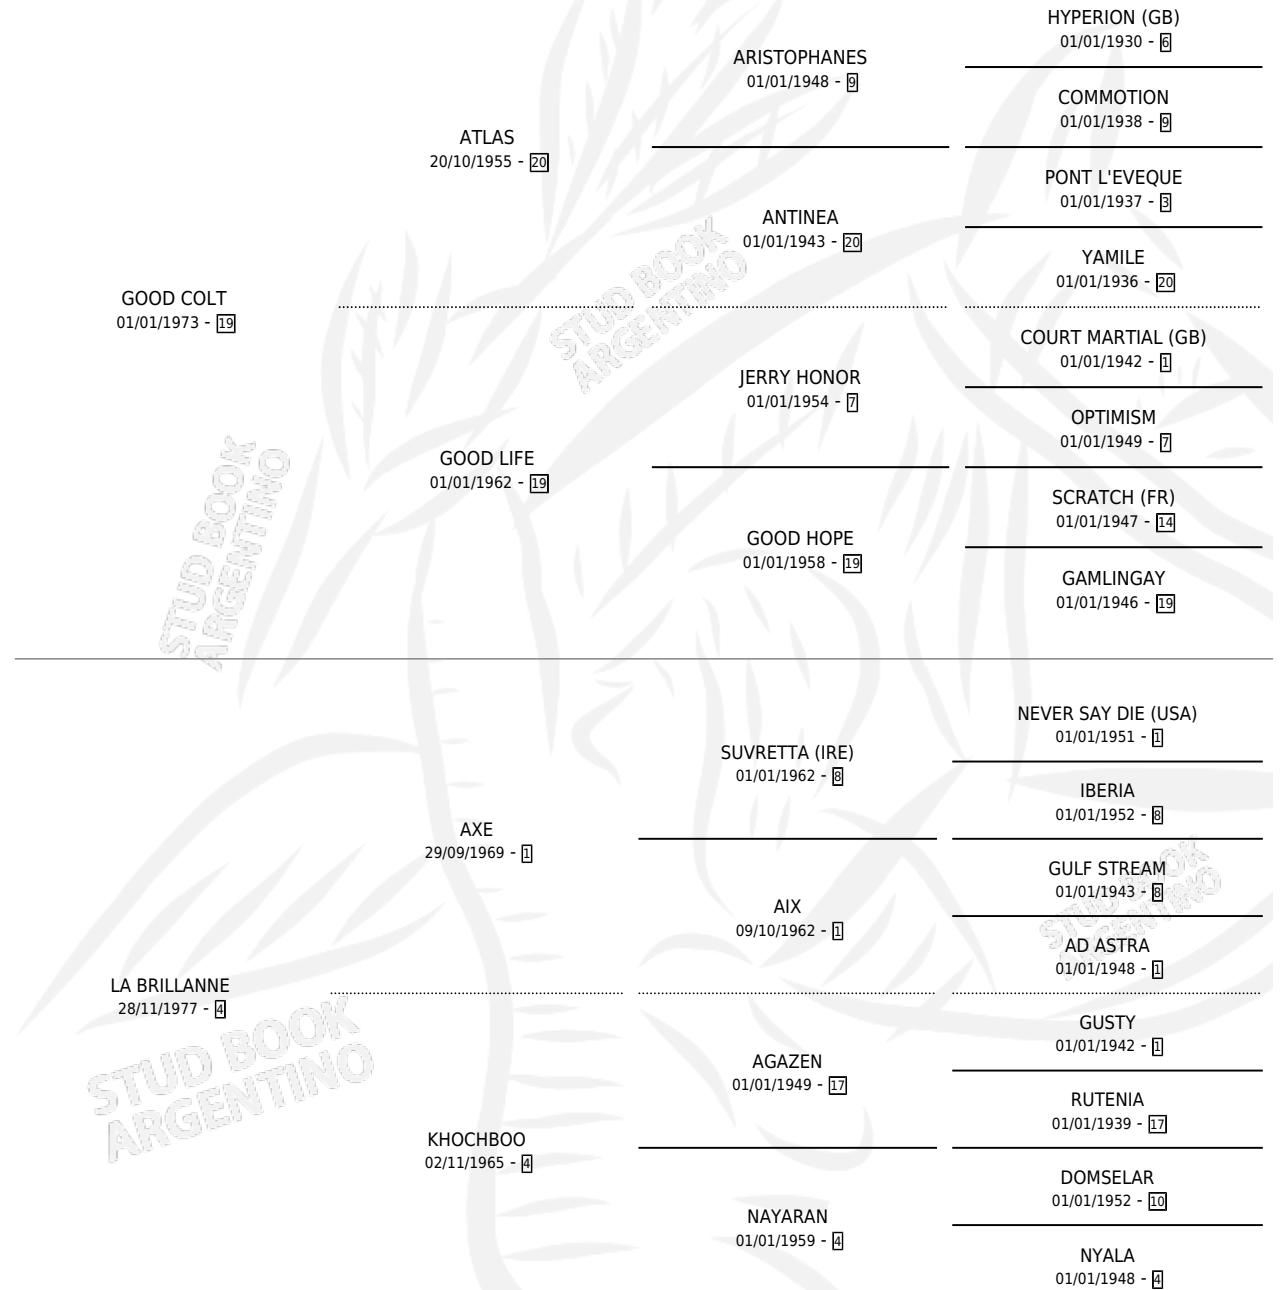 HYPERION (GB)
01/01/1930 - 6
ARISTOPHANES
01/01/1948 - 9
COMMOTION
01/01/1938 - 9
ATLAS
20/10/1955 - 20
PONT L'EVEQUE
01/01/1937 - 3
ANTINEA
01/01/1943 - 20
YAMILE
01/01/1936 - 20
GOOD COLT
01/01/1973 - 19
COURT MARTIAL (GB)
01/01/1942 - 1
JERRY HONOR
01/01/1954 - 7
OPTIMISM
01/01/1949 - 7
GOOD LIFE
01/01/1962 - 19
SCRATCH (FR)
01/01/1947 - 14
GOOD HOPE
01/01/1958 - 19
GAMLINGAY
01/01/1946 - 19
NEVER SAY DIE (USA)
01/01/1951 - 1
SUVRETTA (IRE)
01/01/1962 - 8
IBERIA
01/01/1952 - 8
AXE
29/09/1969 - 1
GULF STREAM
01/01/1943 - 8
AIX
09/10/1962 - 1
AD ASTRA
01/01/1948 - 1
LA BRILLANNE
28/11/1977 - 4
GUSTY
01/01/1942 - 1
AGAZEN
01/01/1949 - 17
RUTENIA
01/01/1939 - 17
KHOCHBOO
02/11/1965 - 4
DOMSELAR
01/01/1952 - 10
NAYARAN
01/01/1959 - 4
NYALA
01/01/1948 - 4
STUD BOOK
ARGENTINO
STUD BOOK
ARGENTINO
STUD BOOK
ARGENTINO
STUD BOOK
ARGENTINO